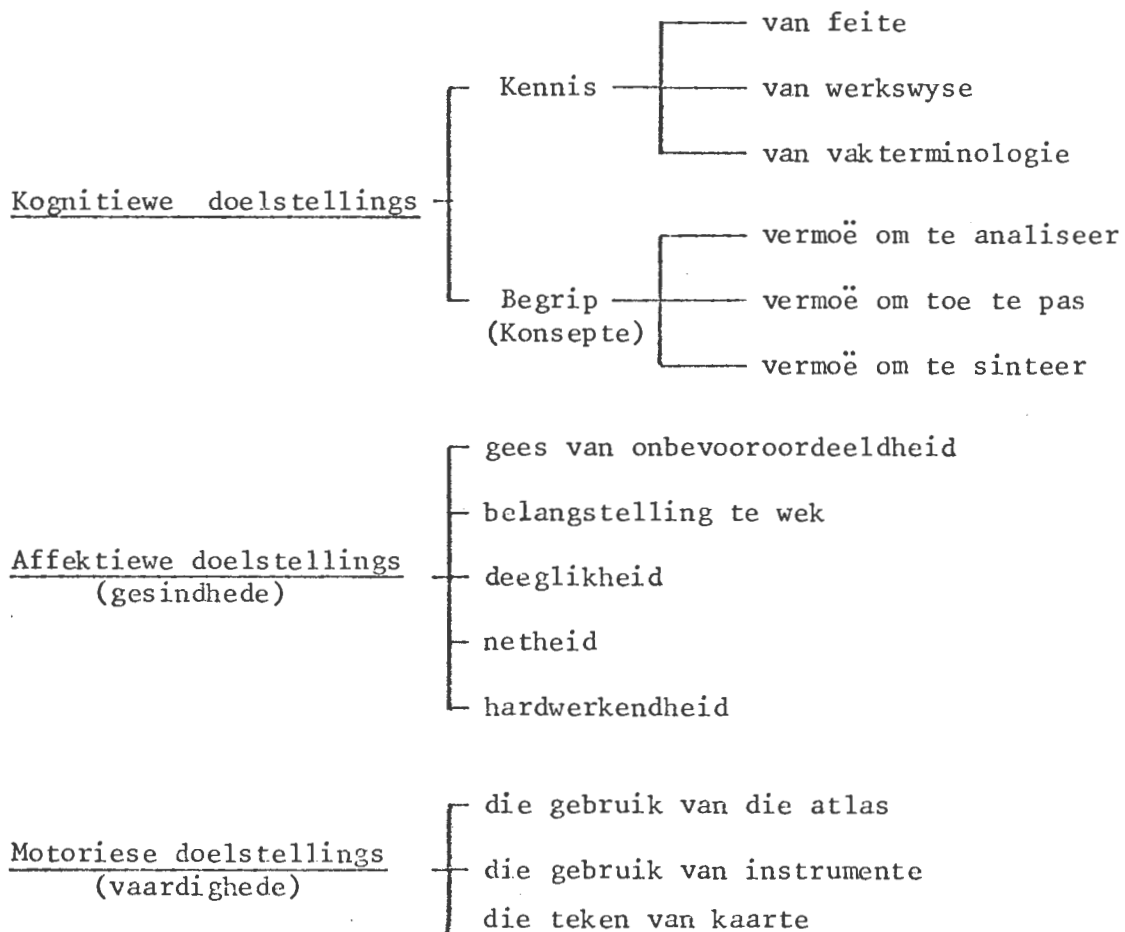 van feite
Kennis
van werkswyse
van vakterminologie
Kognitiewe doelstellings
vermoë om te analiseer
Begrip
vermoë om toe te pas
(Konsepte)
vermoë om te sinteer
gees van onbevooroordeeldheid
belangstelling te wek
Affektiewe doelstellings
deeglikheid
(gesindhede)
netheid
hardwerkendheid
die gebruik van die atlas
Motoriese doelstellings
die gebruik van instrumente
(vaardighede)
die teken van kaarte